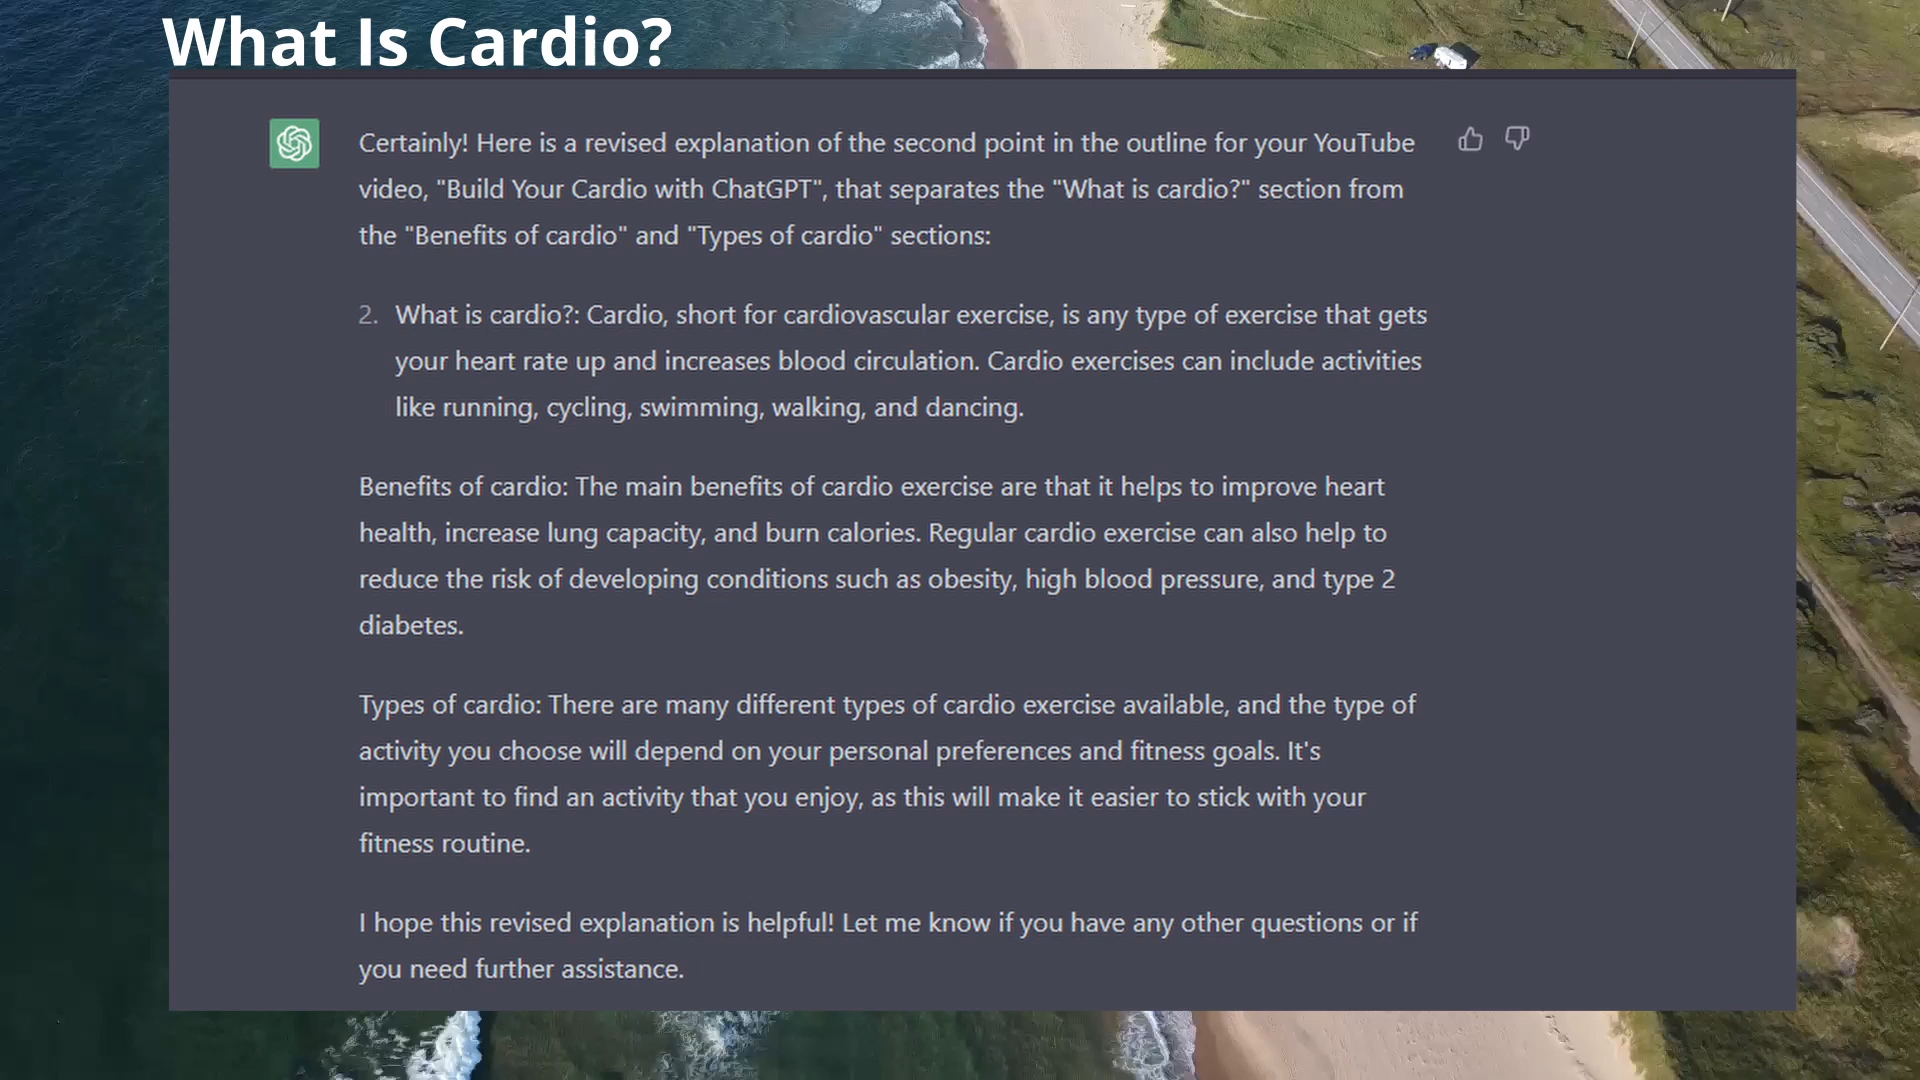 What Is Cardio?
Certainly! Here is a revised explanation of the second point in the outline for your YouTube
video, "Build Your Cardio with ChatGPT", that separates the "What is cardio?" section from
the "Benefits of cardio" and "Types of cardio" sections:
2. What is cardio?: Cardio, short for cardiovascular exercise, is any type of exercise that gets
your heart rate up and increases blood circulation. Cardio exercises can include activities
like running, cycling, swimming, walking, and dancing.
Benefits of cardio: The main benefits of cardio exercise are that it helps to improve heart
health, increase lung capacity, and burn calories. Regular cardio exercise can also help to
reduce the risk of developing conditions such as obesity, high blood pressure, and type 2
diabetes.
Types of cardio: There are many different types of cardio exercise available, and the type of
activity you choose will depend on your personal preferences and fitness goals. It's
important to find an activity that you enjoy, as this will make it easier to stick with your
fitness routine.
I hope this revised explanation is helpful! Let me know if you have any other questions or if
you need further assistance.